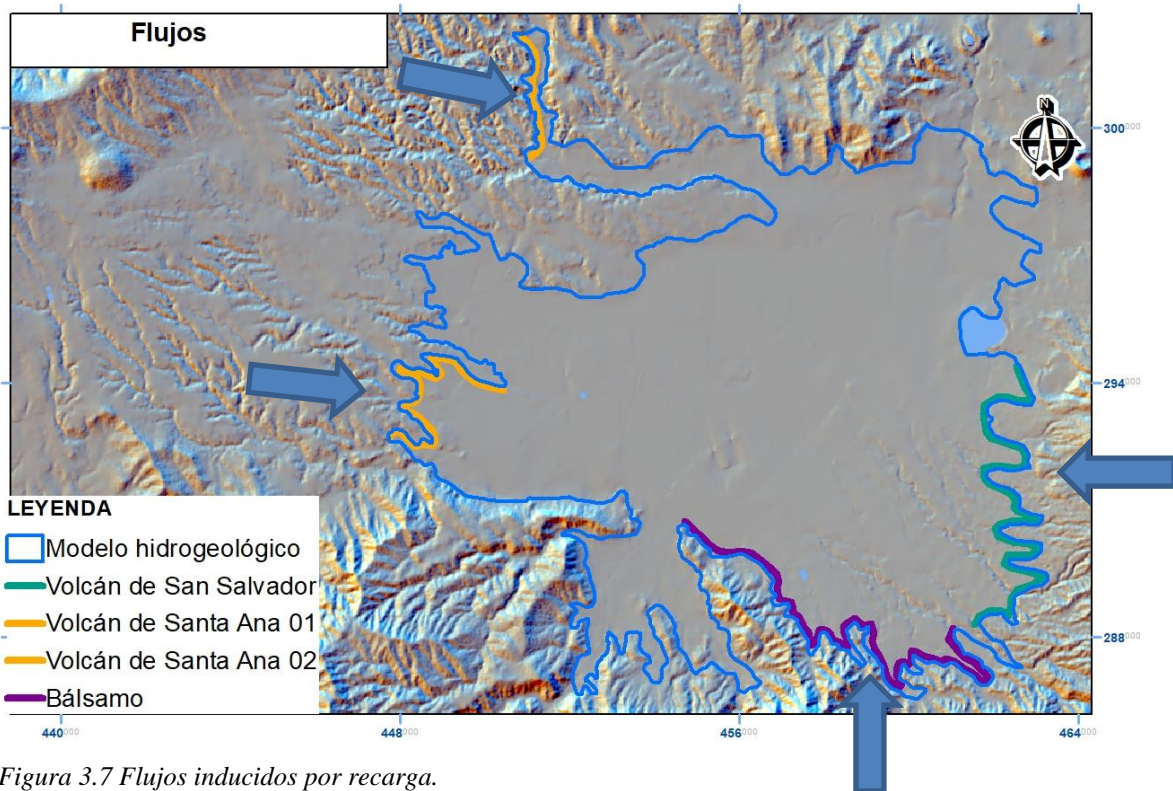 Flujos
N
300000
294000
LEYENDA
Modelo hidrogeológico
Volcán de San Salvador
Volcán de Santa Ana 01
Volcán de Santa Ana 02
Bálsamo
288000
440000
448000
456000
464000
Figura 3.7 Flujos inducidos por recarga.